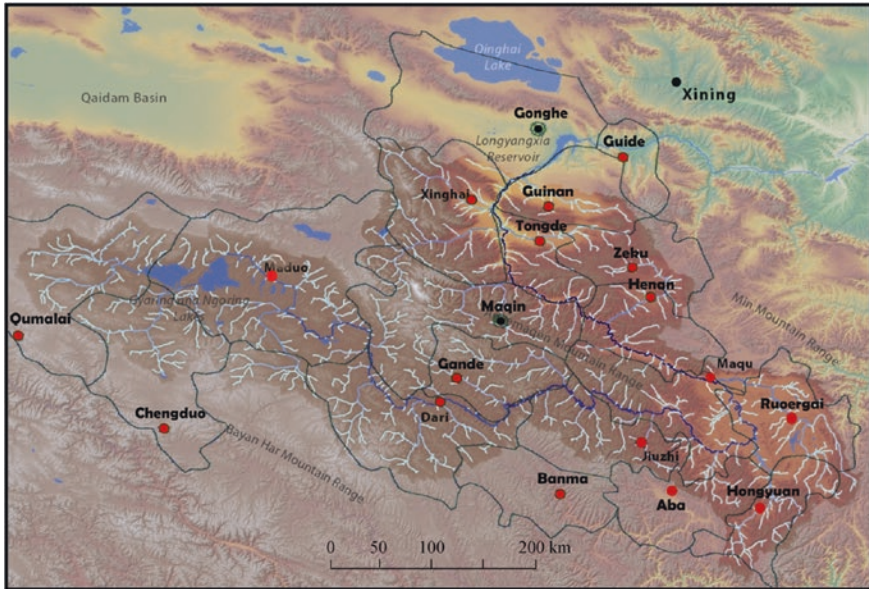 Qinghai
Lake
Qaidam Basin
Xining
Gonghe
Longyangxia
Reservoir
Guide
Xinghai
Guinan
Tongde
Zeku
Maduo
Henan
Gyaring and Ngoring
Lakes
Maqin
Min Mountain Range
Qumalai
Gande
Maqu
Dari
Ruoergai
Chengduo
Bayan Har Mountain Range
Jiuzhi
Banma
Aba
Hongyuan
0 50 100 200 km